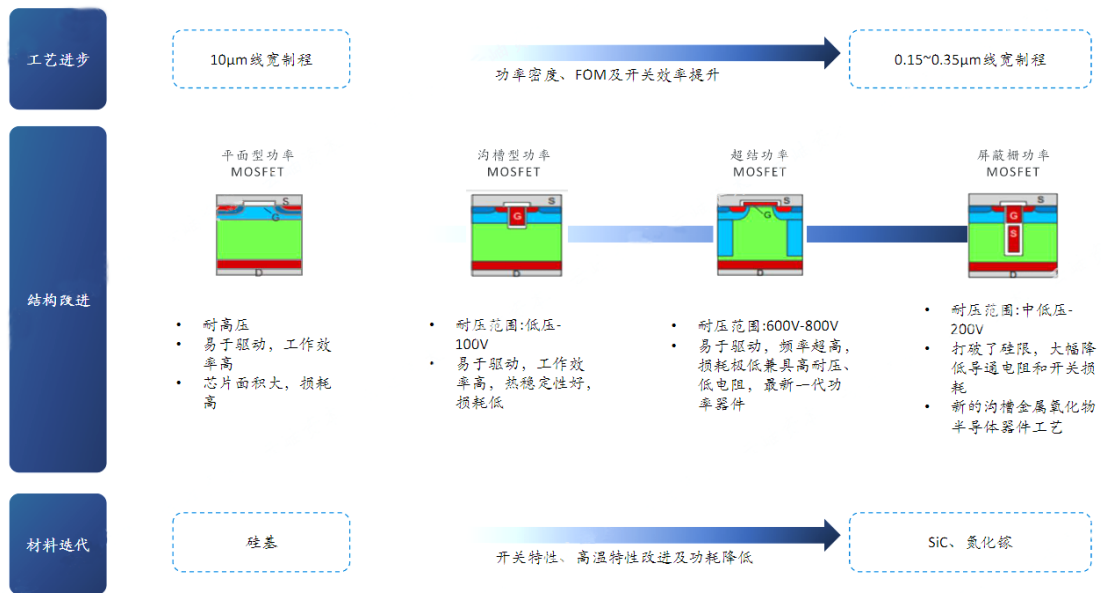 工艺进步
10μm线宽制程
功率密度、FOM及开关效率提升
0.15~0.35μm线宽制程
结构改进
平面型功率
MOSFET
S
G
D
• 耐高压
• 易于驱动，工作效
率高
• 芯片面积大，损耗
高
沟槽型功率
MOSFET
S
G
D
• 耐压范围:低压-
100V
• 易于驱动，工作效
率高，热稳定性好，
损耗低
超结功率
MOSFET
S
G
D
• 耐压范围:600V-800V
• 易于驱动，频率超高，
损耗极低兼具高耐压、
低电阻，最新一代功
率器件
屏蔽栅功率
MOSFET
S
G
S
D
• 耐压范围:中低压-
200V
• 打破了硅限，大幅降
低导通电阻和开关损
耗
• 新的沟槽金属氧化物
半导体器件工艺
材料迭代
硅基
开关特性、高温特性改进及功耗降低
SiC、氮化镓